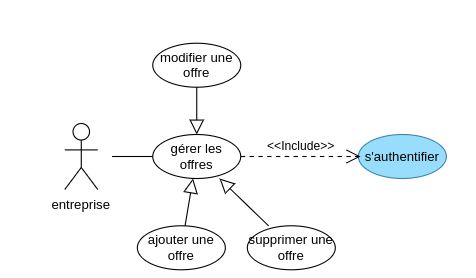 modifier une
offre
gérer les
offres
<<Include>>
s'authentifier
entreprise
ajouter une
offre
supprimer une
offre